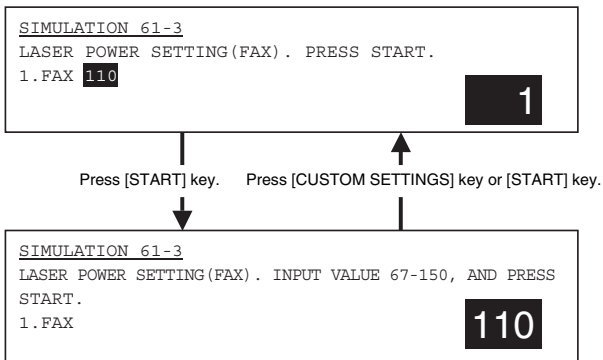 SIMULATION 61-3
LASER POWER SETTING(FAX). PRESS START.
1.FAX 110
1
Press [START] key. Press [CUSTOM SETTINGS] key or [START] key.
SIMULATION 61-3
LASER POWER SETTING(FAX). INPUT VALUE 67-150, AND PRESS
START.
1.FAX
110